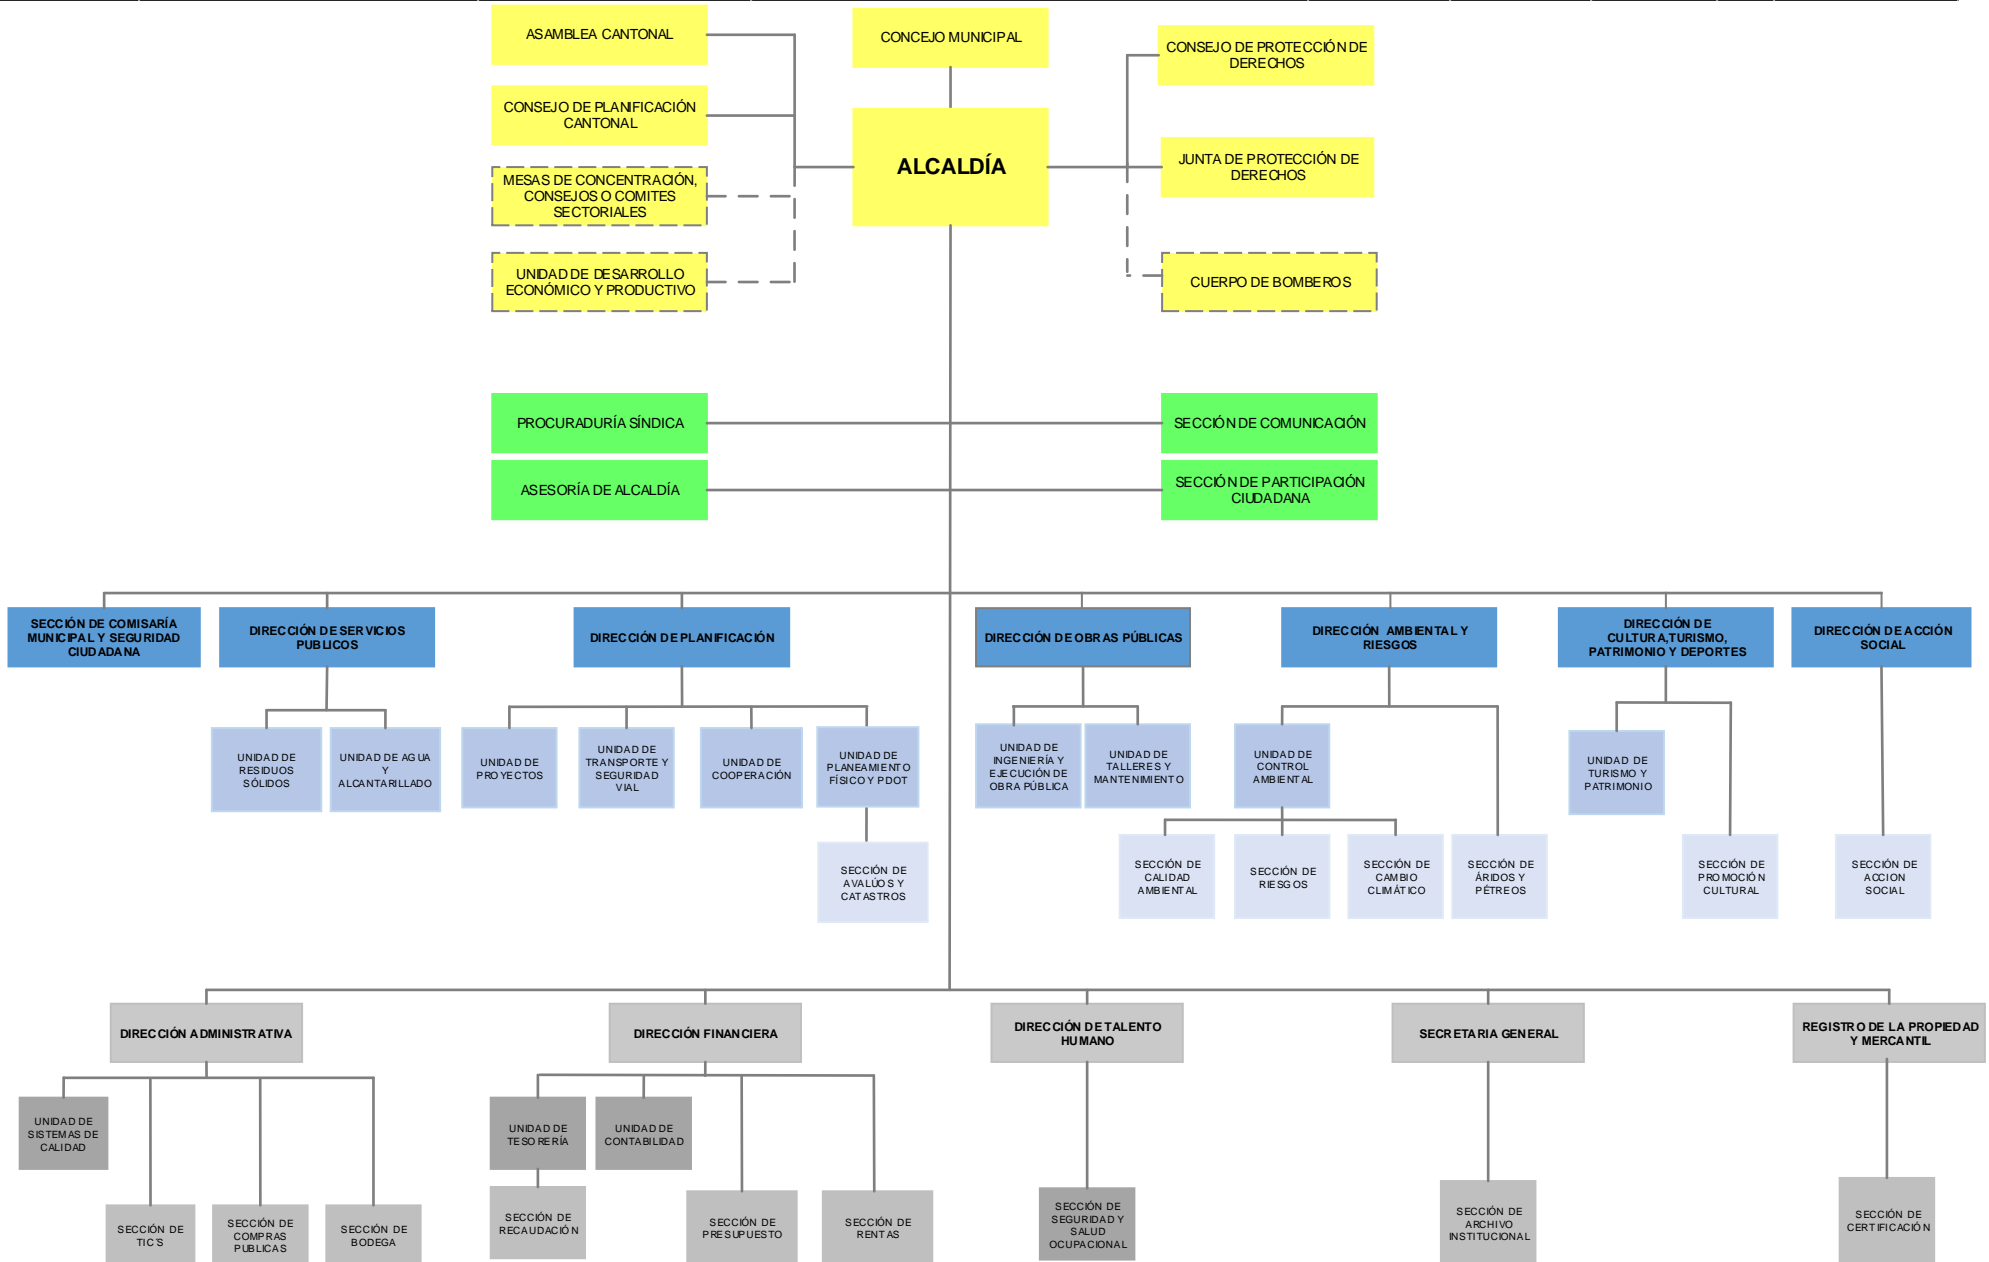 ASAMBLEA CANTONAL
CONCEJO MUNICIPAL
CONSEJO DE PROTECCIÓN DE
DERECHOS
CONSEJO DE PLANIFICACIÓN
CANTONAL
ALCALDÍA
JUNTA DE PROTECCIÓN DE
DERECHOS
MESAS DE CONCENTRACIÓN,
CONSEJOS O COMITES
SECTORIALES
UNIDAD DE DESARROLLO
ECONÓMICO Y PRODUCTIVO
CUERPO DE BOMBEROS
PROCURADURÍA SÍNDICA
SECCIÓN DE COMUNICACIÓN
ASESORÍA DE ALCALDÍA
SECCIÓN DE PARTICIPACIÓN
CIUDADANA
SECCIÓN DE COMISARÍA
MUNICIPAL Y SEGURIDAD
CIUDADANA
DIRECCIÓN DE SERVICIOS
PUBLICOS
DIRECCIÓN DE PLANIFICACIÓN
DIRECCIÓN DE OBRAS PÚBLICAS
DIRECCIÓN AMBIENTAL Y
RIESGOS
DIRECCIÓN DE
CULTURA,TURISMO,
PATRIMONIO Y DEPORTES
DIRECCIÓN DE ACCIÓN
SOCIAL
UNIDAD DE
RESIDUOS
SÓLIDOS
UNIDAD DE AGUA
Y
ALCANTARILLADO
UNIDAD DE
PROYECTOS
UNIDAD DE
TRANSPORTE Y
SEGURIDAD
VIAL
UNIDAD DE
COOPERACIÓN
UNIDAD DE
PLANEAMIENTO
FÍSICO Y PDOT
UNIDAD DE
INGENIERÍA Y
EJECUCIÓN DE
OBRA PÚBLICA
UNIDAD DE
TALLERES Y
MANTENIMIENTO
UNIDAD DE
CONTROL
AMBIENTAL
UNIDAD DE
TURISMO Y
PATRIMONIO
SECCIÓN DE
AVALÚOS Y
CATASTROS
SECCIÓN DE
CALIDAD
AMBIENTAL
SECCIÓN DE
RIESGOS
SECCIÓN DE
CAMBIO
CLIMÁTICO
SECCIÓN DE
ÁRIDOS Y
PÉTREOS
SECCIÓN DE
PROMOCIÓN
CULTURAL
SECCIÓN DE
ACCION
SOCIAL
DIRECCIÓN ADMINISTRATIVA
DIRECCIÓN FINANCIERA
DIRECCIÓN DE TALENTO
HUMANO
SECRETARIA GENERAL
REGISTRO DE LA PROPIEDAD
Y MERCANTIL
UNIDAD DE
SISTEMAS DE
CALIDAD
UNIDAD DE
TESORERÍA
UNIDAD DE
CONTABILIDAD
SECCIÓN DE
TIC'S
SECCIÓN DE
COMPRAS
PUBLICAS
SECCIÓN DE
BODEGA
SECCIÓN DE
RECAUDACIÓN
SECCIÓN DE
PRESUPUESTO
SECCIÓN DE
RENTAS
SECCIÓN DE
SEGURIDAD Y
SALUD
OCUPACIONAL
SECCIÓN DE
ARCHIVO
INSTITUCIONAL
SECCIÓN DE
CERTIFICACIÓN